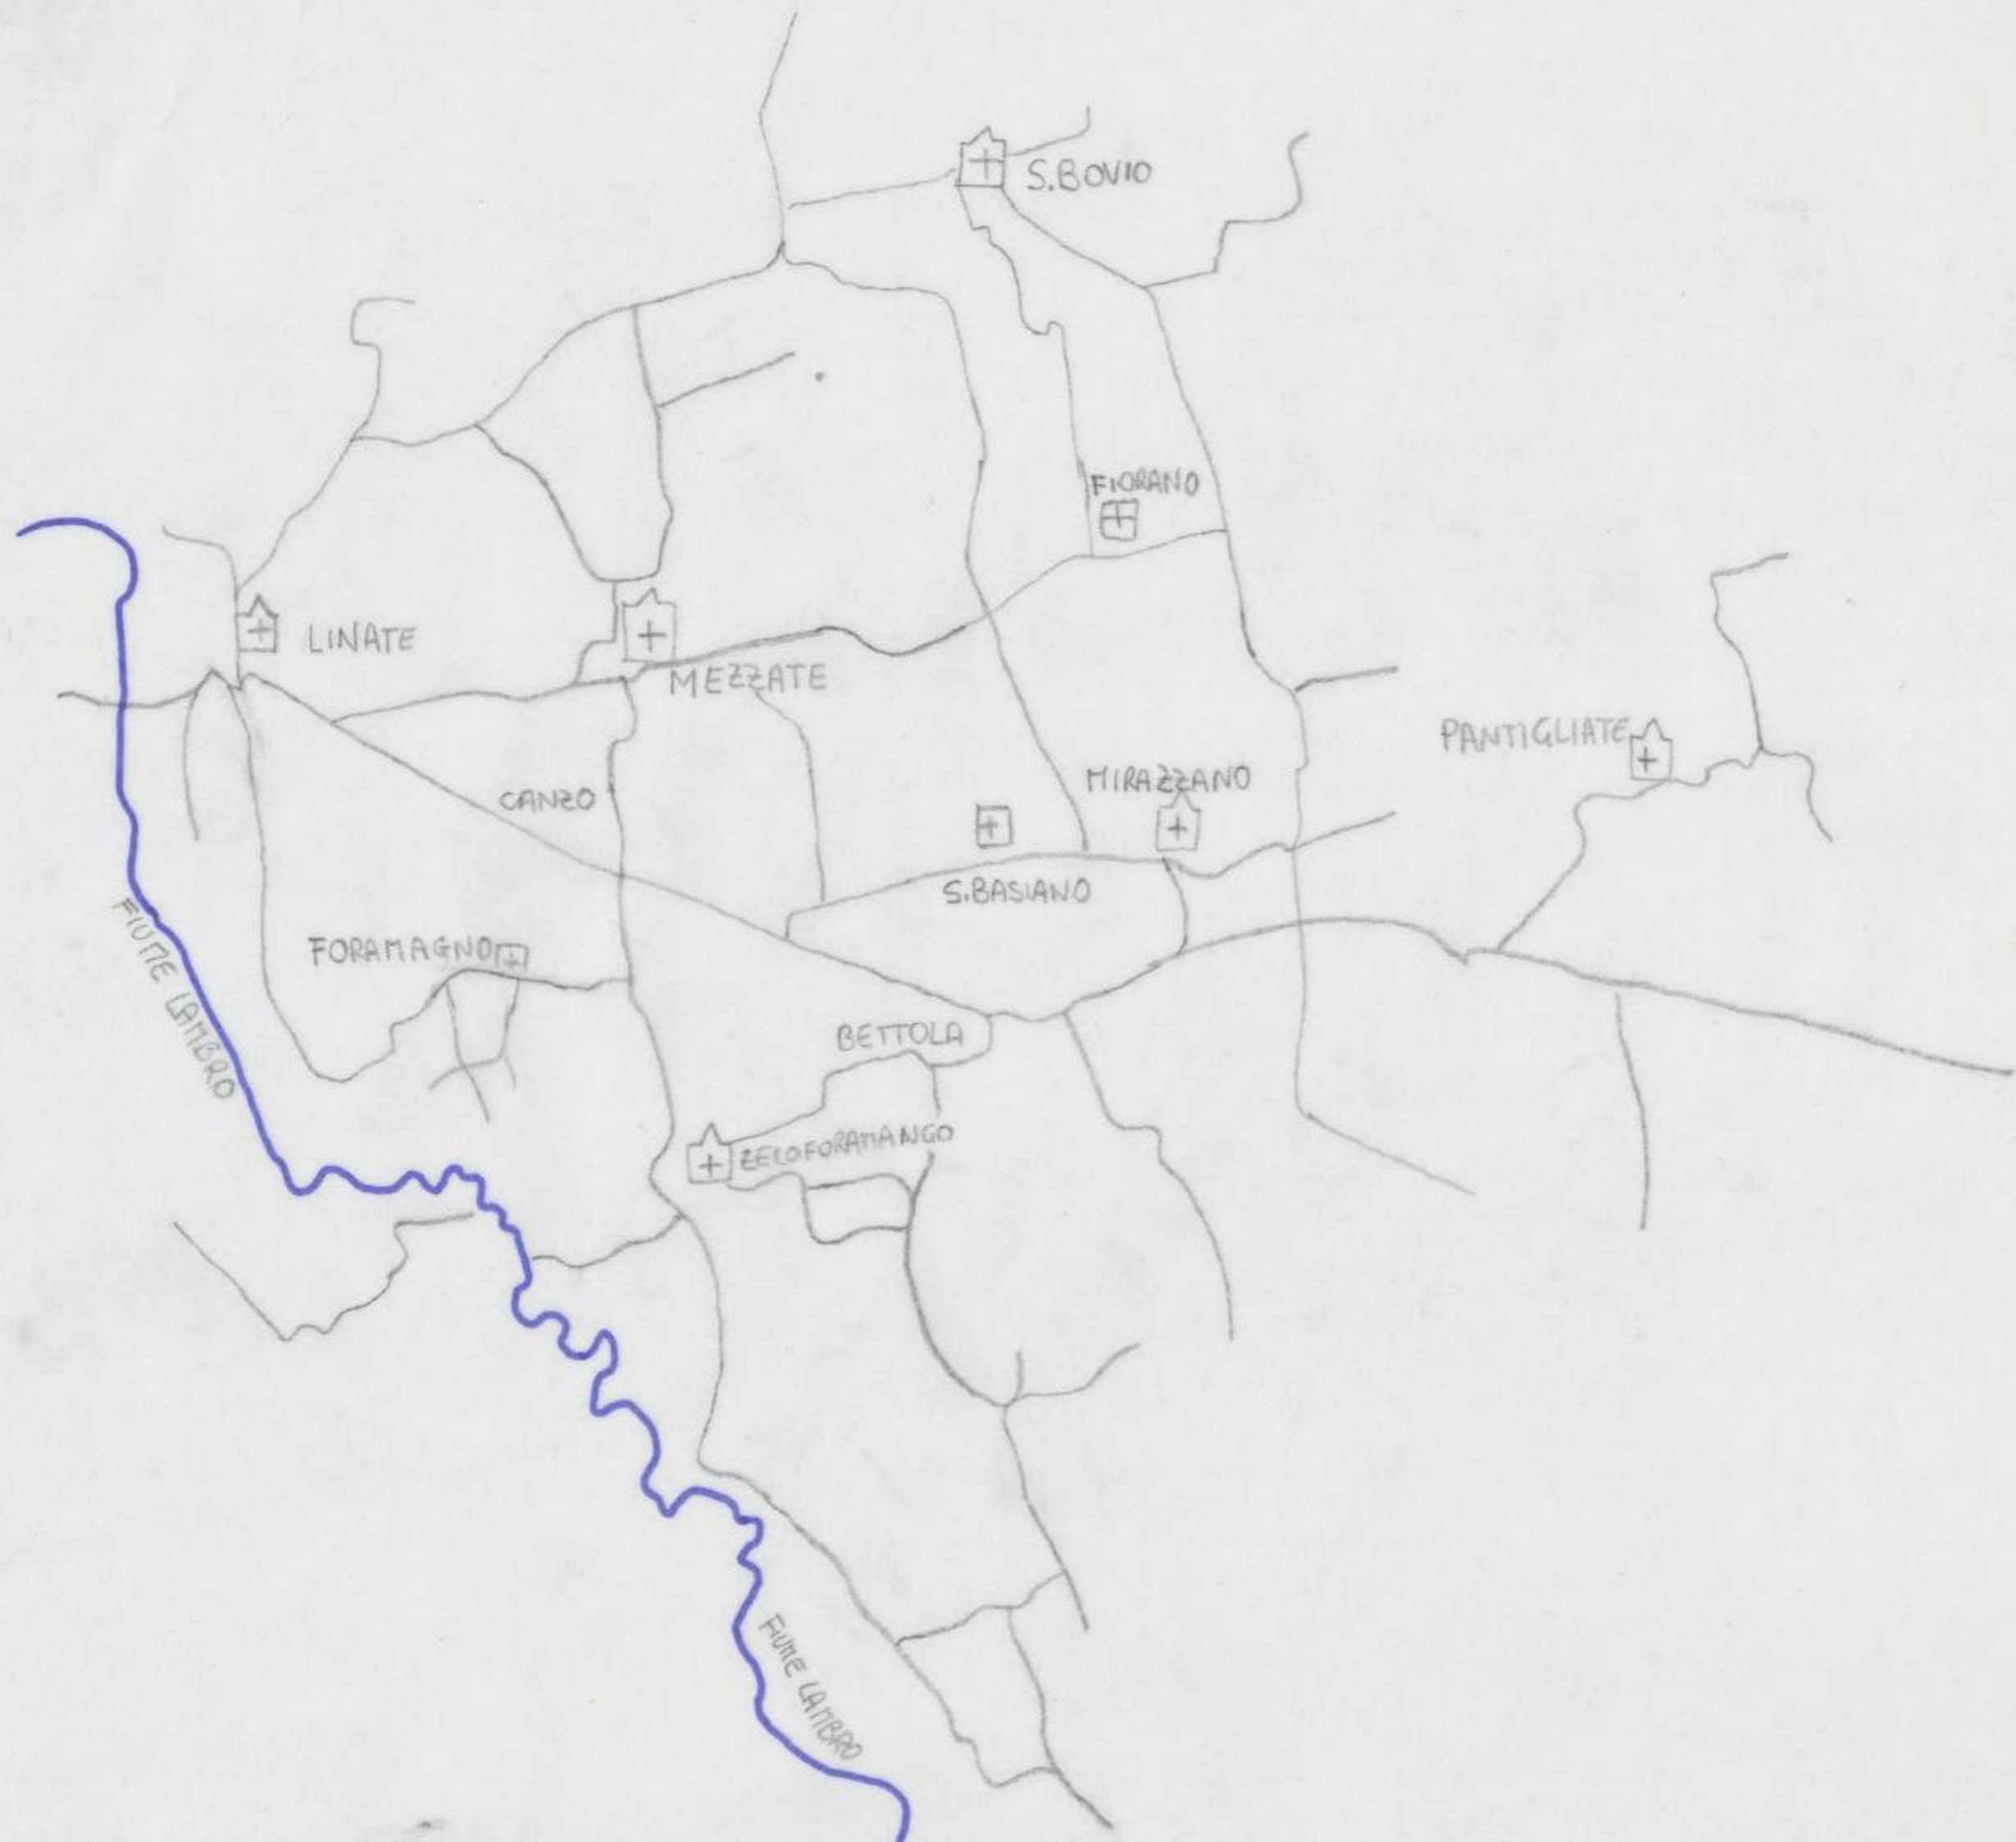 S.BOVIO
FIORANO
LINATE
MEZZATE
PANTIGLIATE
MIRAZZANO
CANZO
S.BASIANO
FORAMAGNO
FIUME LAMBRO
BETTOLA
ZELOFORAMANGO
FIUME LAMBRO